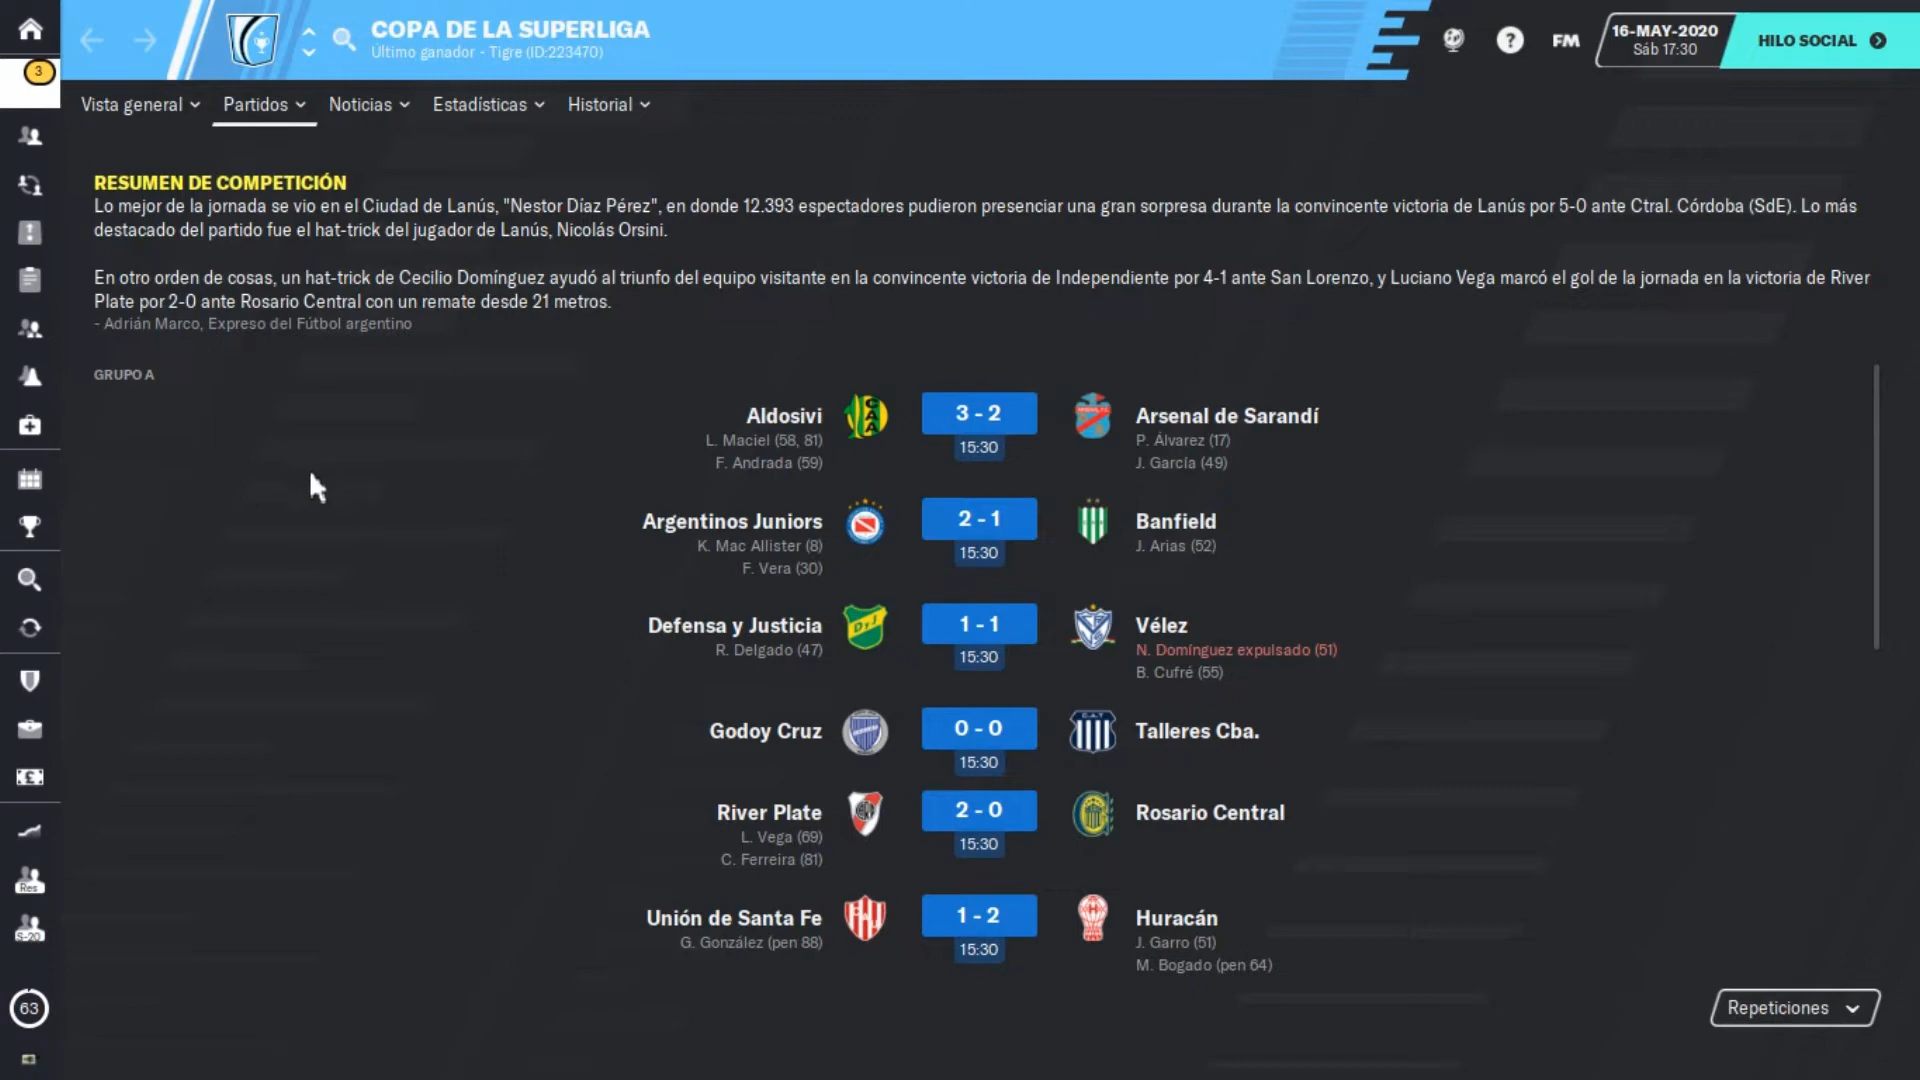 COPA DE LA SUPERLIGA
Último ganador - Tigre (ID:223470)
FM
16-MAY-2020
Sáb 17:30
HILO SOCIAL
3
Vista general
Partidos
Noticias
Estadísticas
Historial
RESUMEN DE COMPETICIÓN
Lo mejor de la jornada se vio en el Ciudad de Lanús, "Nestor Díaz Pérez", en donde 12.393 espectadores pudieron presenciar una gran sorpresa durante la convincente victoria de Lanús por 5-0 ante Ctral. Córdoba (SdE). Lo más
destacado del partido fue el hat-trick del jugador de Lanús, Nicolás Orsini.
En otro orden de cosas, un hat-trick de Cecilio Domínguez ayudó al triunfo del equipo visitante en la convincente victoria de Independiente por 4-1 ante San Lorenzo, y Luciano Vega marcó el gol de la jornada en la victoria de River
Plate por 2-0 ante Rosario Central con un remate desde 21 metros.
- Adrián Marco, Expreso del Fútbol argentino
GRUPO A
Aldosivi 3 - 2 Arsenal de Sarandí
L. Maciel (58, 81) 15:30 P. Álvarez (17)
F. Andrada (59) J. García (49)
Argentinos Juniors 2 - 1 Banfield
K. Mac Allister (8) 15:30 J. Arias (52)
F. Vera (30)
Defensa y Justicia 1 - 1 Vélez
R. Delgado (47) 15:30 N. Domínguez expulsado (51)
B. Cufré (55)
Godoy Cruz 0 - 0 Talleres Cba.
15:30
River Plate 2 - 0 Rosario Central
L. Vega (69) 15:30
C. Ferreira (81)
Unión de Santa Fe 1 - 2 Huracán
G. González (pen 88) 15:30 J. Garro (51)
M. Bogado (pen 64)
Res
S-20
63
Repeticiones